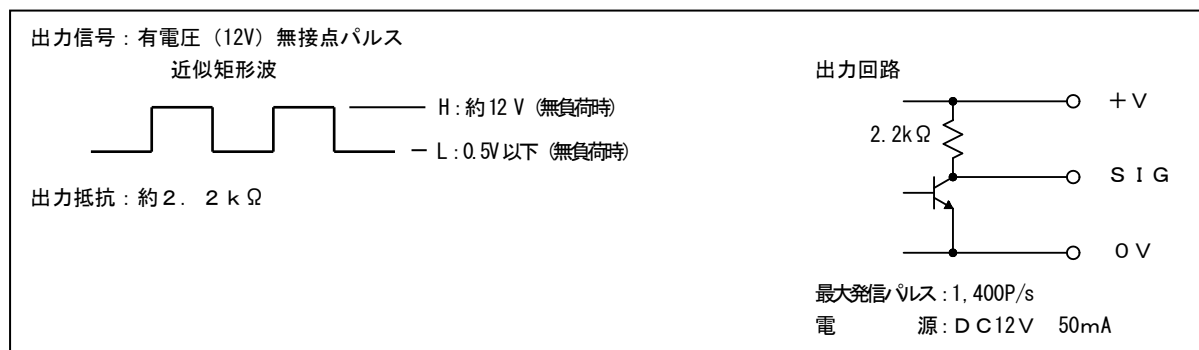 出力信号：有電圧（12V）無接点パルス
近似矩形波
H：約12 V（無負荷時）
L：0.5V以下（無負荷時）
出力抵抗：約２．２ｋΩ
出力回路
＋Ｖ
2.2kΩ
ＳＩＧ
０Ｖ
最大発信パルス：1,400P/s
電　　　源：ＤＣ12Ｖ　50mA